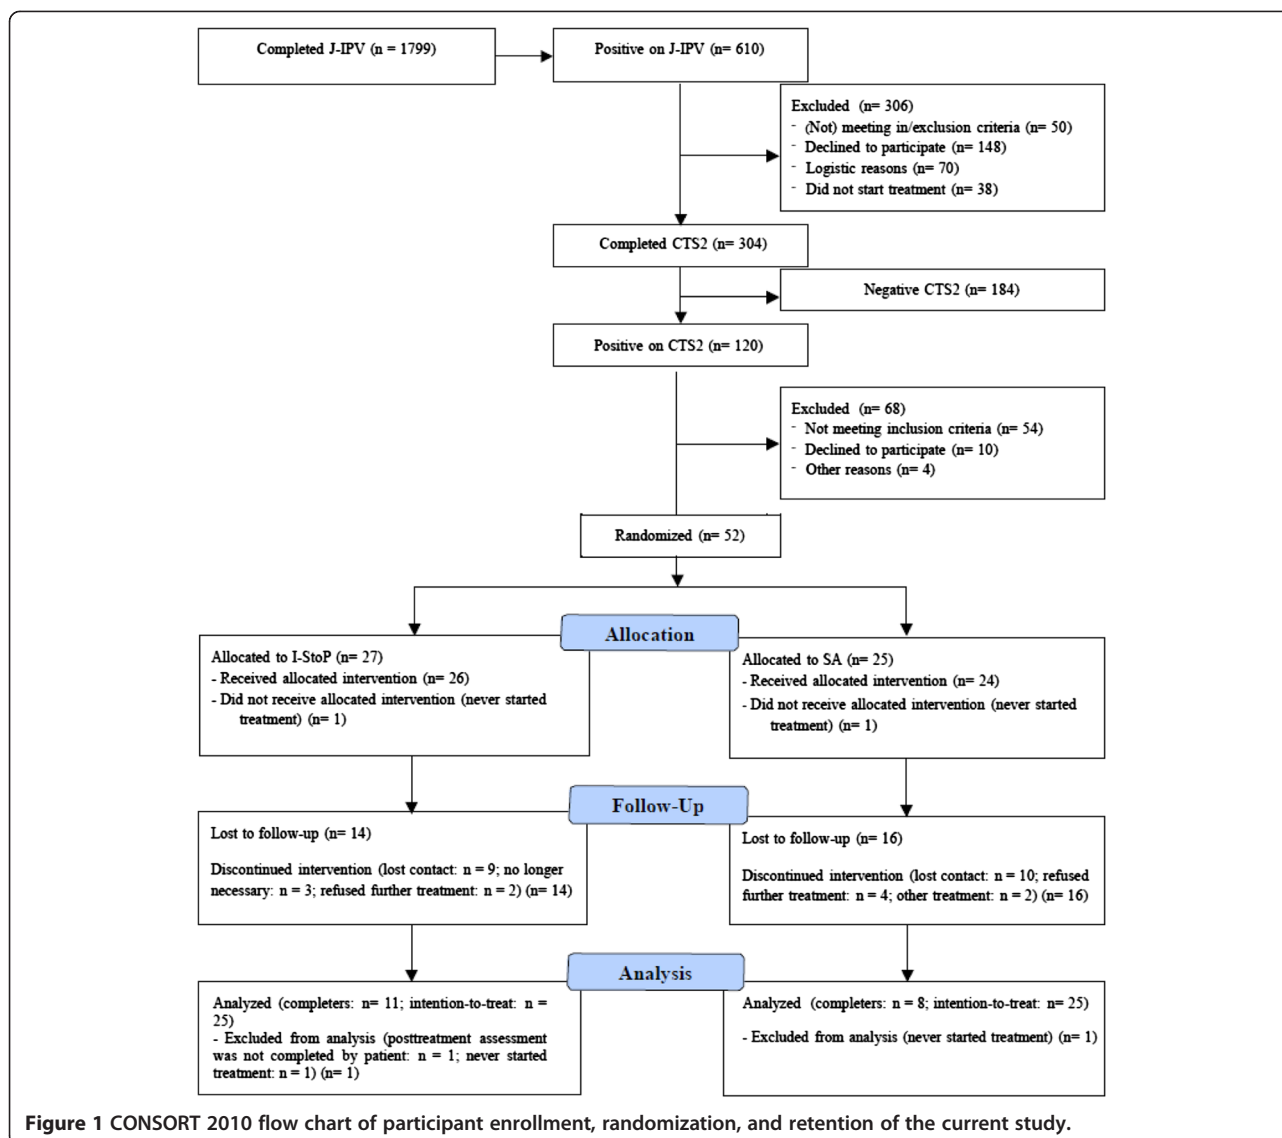 Completed J-IPV (n = 1799)
Positive on J-IPV (n= 610)
Excluded (n= 306)
- (Not) meeting in/exclusion criteria (n= 50)
- Declined to participate (n= 148)
- Logistic reasons (n= 70)
- Did not start treatment (n= 38)
Completed CTS2 (n= 304)
Negative CTS2 (n= 184)
Positive on CTS2 (n= 120)
Excluded (n= 68)
- Not meeting inclusion criteria (n= 54)
- Declined to participate (n= 10)
- Other reasons (n= 4)
Randomized (n= 52)
Allocation
Allocated to I-StoP (n= 27)
- Received allocated intervention (n= 26)
- Did not receive allocated intervention (never started
treatment) (n= 1)
Allocated to SA (n= 25)
- Received allocated intervention (n= 24)
- Did not receive allocated intervention (never started
treatment) (n= 1)
Follow-Up
Lost to follow-up (n= 14)
Discontinued intervention (lost contact: n = 9; no longer
necessary: n = 3; refused further treatment: n = 2) (n= 14)
Lost to follow-up (n= 16)
Discontinued intervention (lost contact: n = 10; refused
further treatment: n = 4; other treatment: n = 2) (n= 16)
Analysis
Analyzed (completers: n= 11; intention-to-treat: n =
25)
- Excluded from analysis (posttreatment assessment
was not completed by patient: n = 1; never started
treatment: n = 1) (n= 1)
Analyzed (completers: n = 8; intention-to-treat: n= 25)
- Excluded from analysis (never started treatment) (n= 1)
Figure 1 CONSORT 2010 flow chart of participant enrollment, randomization, and retention of the current study.